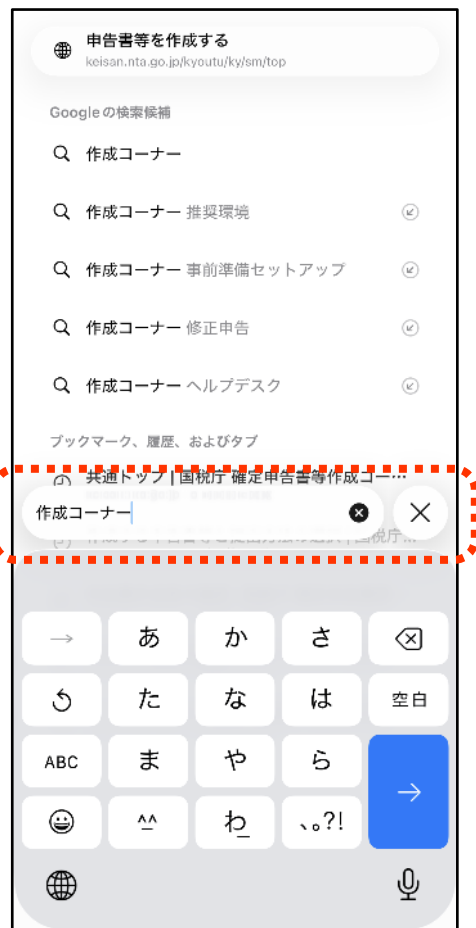 申告書等を作成する
keisan.nta.go.jp/kyoutu/ky/sm/top
Googleの検索候補
作成コーナー
作成コーナー 推奨環境
作成コーナー 事前準備セットアップ
作成コーナー 修正申告
作成コーナー ヘルプデスク
ブックマーク、履歴、およびタブ
共通トップ | 国税庁 確定申告書等作成コー…
作成コーナー
→ あ か さ
た な は 空白
ABC ま や ら
^^ わ_ 、。?! →